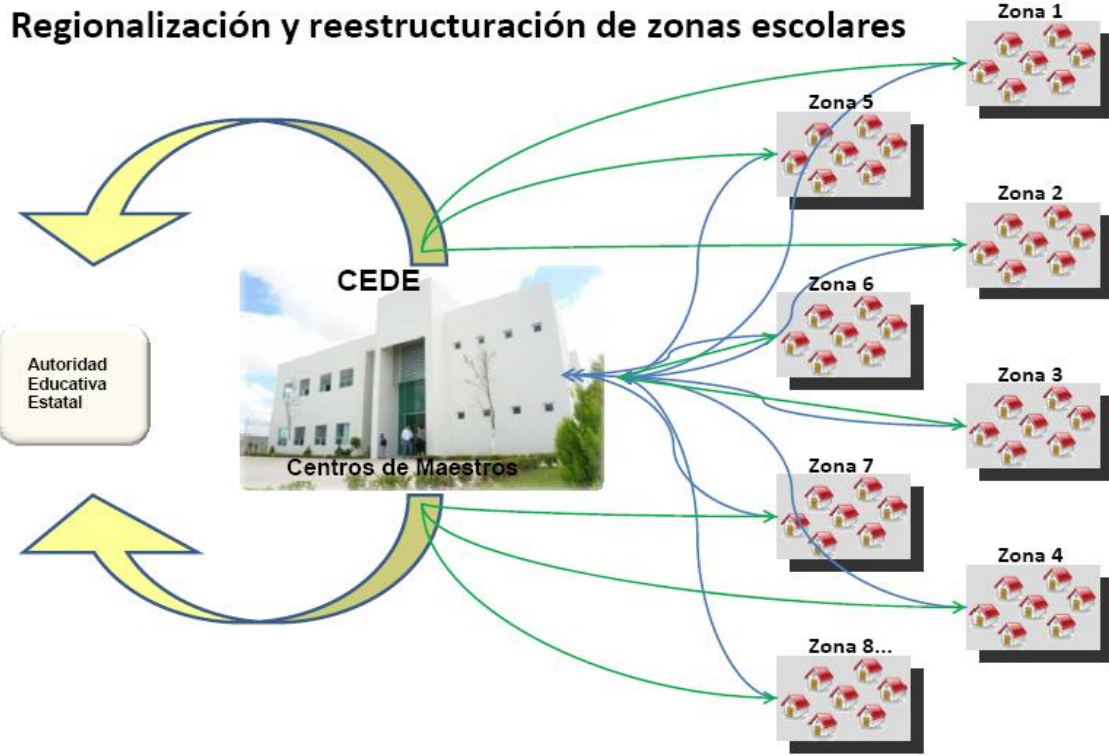 Regionalización y reestructuración de zonas escolares
Zona 1
Zona 5
Zona 2
CEDE
Zona 6
Autoridad
Educativa
Estatal
Zona 3
Centros de Maestros
Zona 7
Zona 4
Zona 8...